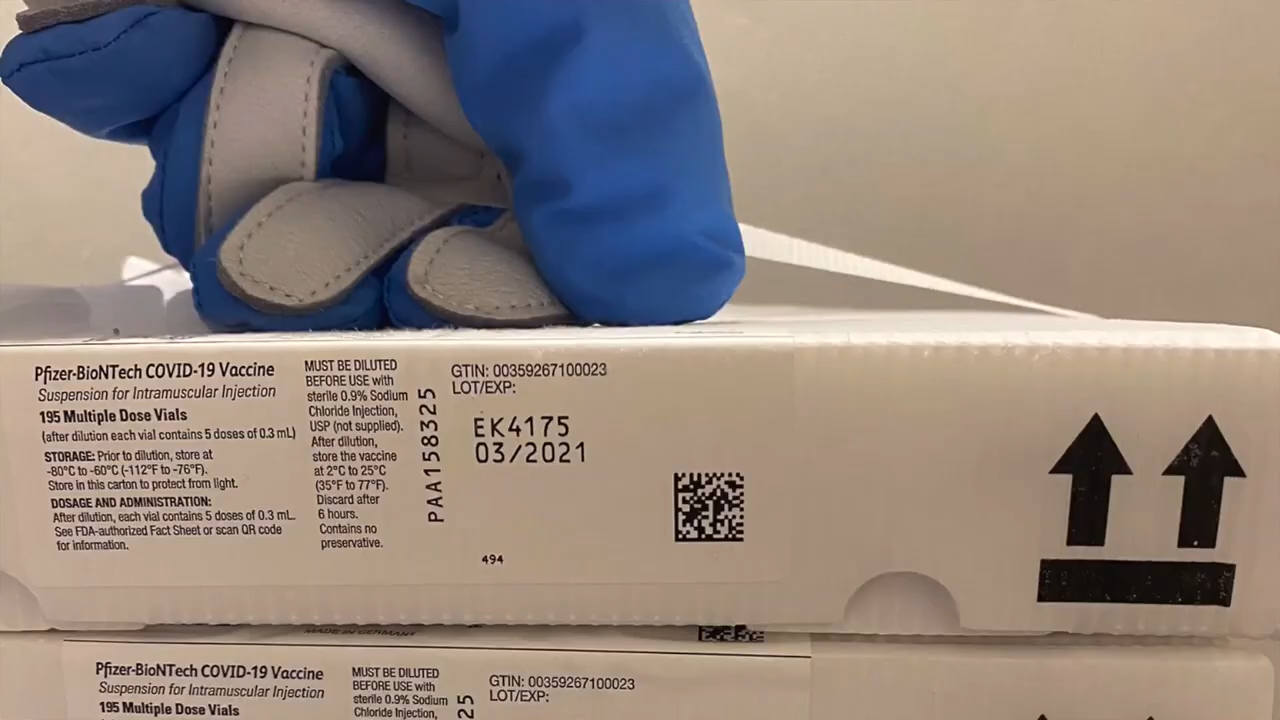 Pfizer-BioNTech COVID-19 Vaccine
Suspension for Intramuscular Injection
195 Multiple Dose Vials
(after dilution each vial contains 5 doses of 0.3 mL)
STORAGE: Prior to dilution, store at
-80°C to -60°C (-112°F to -76°F).
Store in this carton to protect from light.
DOSAGE AND ADMINISTRATION:
After dilution, each vial contains 5 doses of 0.3 mL.
See FDA-authorized Fact Sheet or scan QR code
for information.
MUST BE DILUTED
BEFORE USE with
sterile 0.9% Sodium
Chloride Injection,
USP (not supplied).
After dilution,
store the vaccine
at 2°C to 25°C
(35°F to 77°F).
Discard after
6 hours.
Contains no
preservative.
PAA158325
GTIN: 00359267100023
LOT/EXP:
EK4175
03/2021
494
MADE IN GERMANY
Pfizer-BioNTech COVID-19 Vaccine
Suspension for Intramuscular Injection
195 Multiple Dose Vials
MUST BE DILUTED
BEFORE USE with
sterile 0.9% Sodium
Chloride Injection,
25
GTIN: 00359267100023
LOT/EXP: